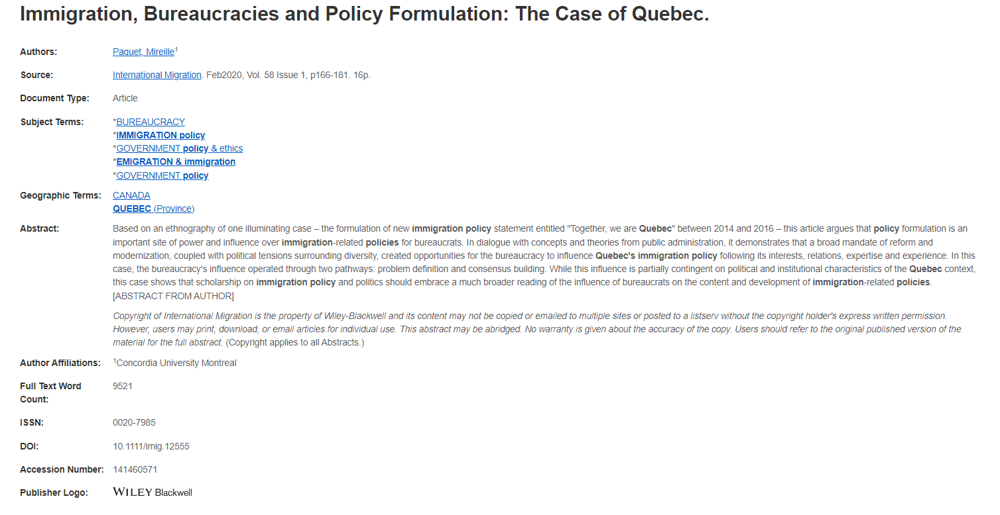 Immigration, Bureaucracies and Policy Formulation: The Case of Quebec.
Authors: Paquet, Mireille1
Source: International Migration. Feb2020, Vol. 58 Issue 1, p166-181. 16p.
Document Type: Article
Subject Terms: *BUREAUCRACY
*IMMIGRATION policy
*GOVERNMENT policy & ethics
*EMIGRATION & immigration
*GOVERNMENT policy
Geographic Terms: CANADA
QUEBEC (Province)
Abstract: Based on an ethnography of one illuminating case – the formulation of new immigration policy statement entitled "Together, we are Quebec" between 2014 and 2016 – this article argues that policy formulation is an
important site of power and influence over immigration-related policies for bureaucrats. In dialogue with concepts and theories from public administration, it demonstrates that a broad mandate of reform and
modernization, coupled with political tensions surrounding diversity, created opportunities for the bureaucracy to influence Quebec's immigration policy following its interests, relations, expertise and experience. In this
case, the bureaucracy's influence operated through two pathways: problem definition and consensus building. While this influence is partially contingent on political and institutional characteristics of the Quebec context,
this case shows that scholarship on immigration policy and politics should embrace a much broader reading of the influence of bureaucrats on the content and development of immigration-related policies.
[ABSTRACT FROM AUTHOR]
Copyright of International Migration is the property of Wiley-Blackwell and its content may not be copied or emailed to multiple sites or posted to a listserv without the copyright holder's express written permission.
However, users may print, download, or email articles for individual use. This abstract may be abridged. No warranty is given about the accuracy of the copy. Users should refer to the original published version of the
material for the full abstract. (Copyright applies to all Abstracts.)
Author Affiliations: 1Concordia University Montreal
Full Text Word 9521
Count:
ISSN: 0020-7985
DOI: 10.1111/imig.12555
Accession Number: 141460571
Publisher Logo: WILEY Blackwell